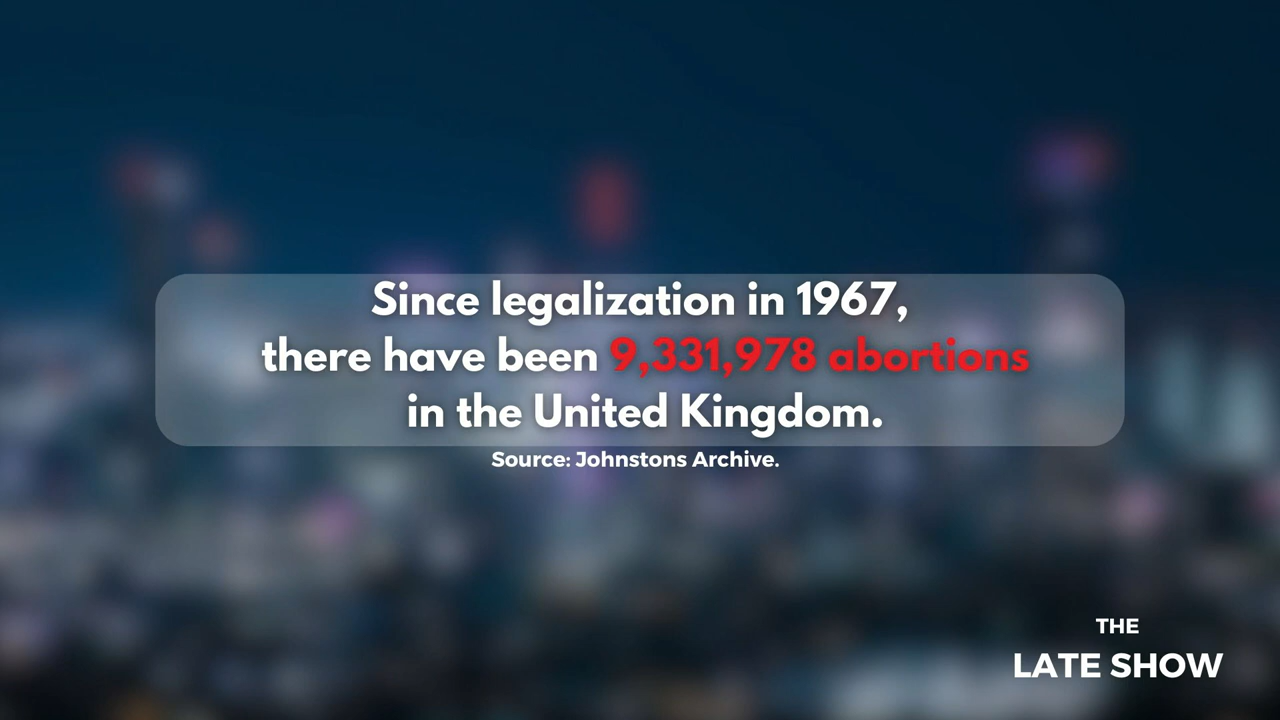 Since legalization in 1967,
there have been 9,331,978 abortions
in the United Kingdom.
Source: Johnstons Archive.
THE
LATE SHOW